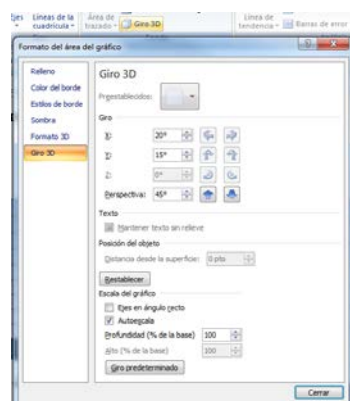 Ejes Líneas de la cuadrícula
Área de trazado
Giro 3D
Línea de tendencia
Barras de error
Formato del área del gráfico
Relleno
Color del borde
Estilos de borde
Sombra
Formato 3D
Giro 3D
Giro 3D
Preestablecidos:
Giro
X: 20°
Y: 15°
Z: 0°
Perspectiva: 45°
Texto
Mantener texto sin relieve
Posición del objeto
Distancia desde la superficie: 0 pto
Restablecer
Escala del gráfico
Ejes en ángulo recto
Autoescala
Profundidad (% de la base) 100
Alto (% de la base) 100
Giro predeterminado
Cerrar